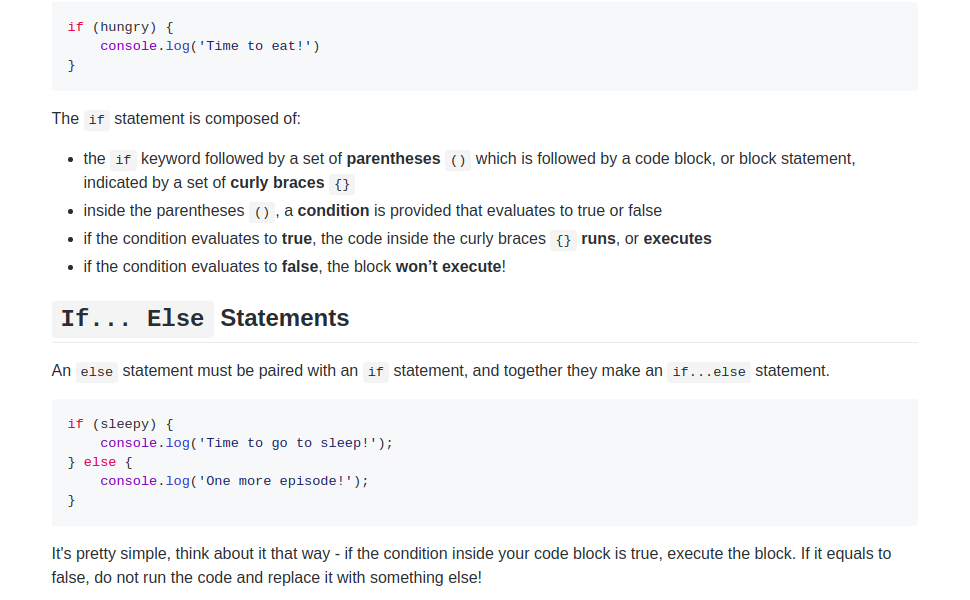 if (hungry) {
    console.log('Time to eat!')
}
The if statement is composed of:
the if keyword followed by a set of parentheses () which is followed by a code block, or block statement,
indicated by a set of curly braces {}
inside the parentheses (), a condition is provided that evaluates to true or false
if the condition evaluates to true, the code inside the curly braces {} runs, or executes
if the condition evaluates to false, the block won’t execute!
If... Else Statements
An else statement must be paired with an if statement, and together they make an if...else statement.
if (sleepy) {
    console.log('Time to go to sleep!');
} else {
    console.log('One more episode!');
}
It's pretty simple, think about it that way - if the condition inside your code block is true, execute the block. If it equals to
false, do not run the code and replace it with something else!